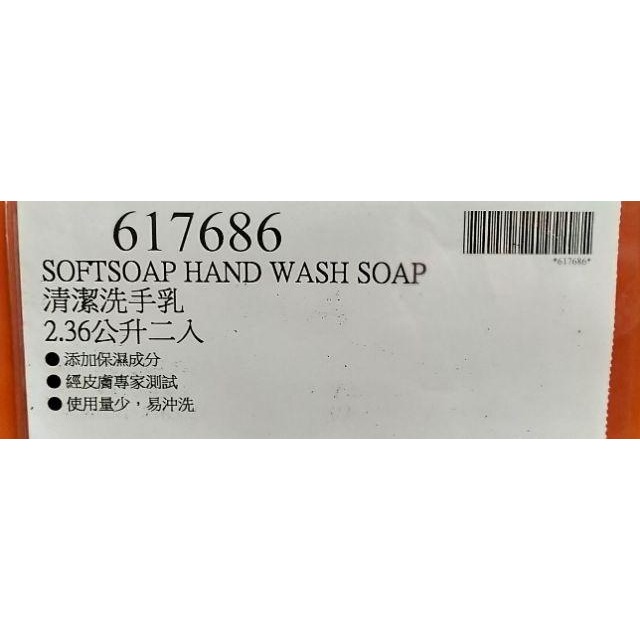 617686
*617686*
SOFTSOAP HAND WASH SOAP
清潔洗手乳
2.36公升二入
●添加保濕成分
●經皮膚專家測試
●使用量少，易沖洗